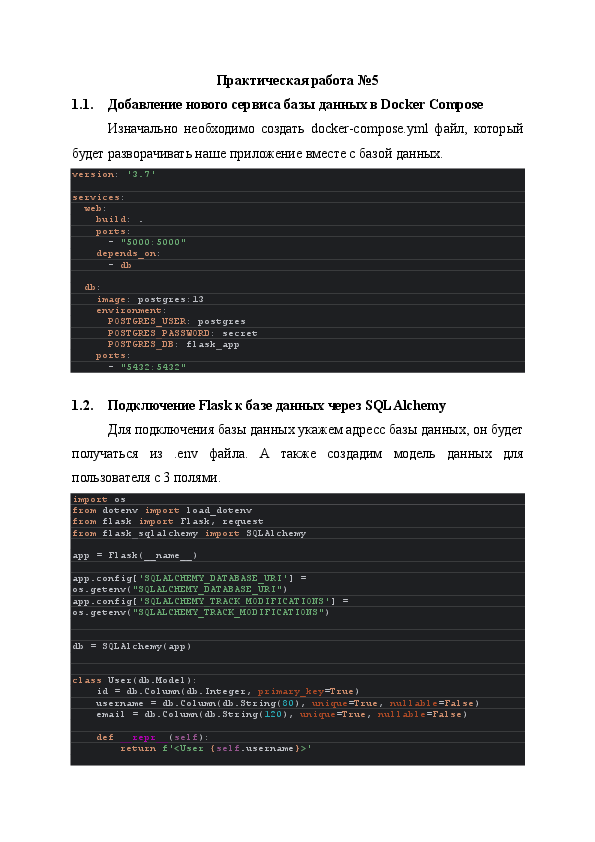 Практическая работа №5
1.1. Добавление нового сервиса базы данных в Docker Compose
Изначально необходимо создать docker-compose.yml файл, который
будет разворачивать наше приложение вместе с базой данных.
version: '3.7'
services:
  web:
    build: .
    ports:
      - "5000:5000"
    depends_on:
      - db
  db:
    image: postgres:13
    environment:
      POSTGRES_USER: postgres
      POSTGRES_PASSWORD: secret
      POSTGRES_DB: flask_app
    ports:
      - "5432:5432"
1.2. Подключение Flask к базе данных через SQLAlchemy
Для подключения базы данных укажем адресс базы данных, он будет
получаться из .env файла. А также создадим модель данных для
пользователя с 3 полями.
import os
from dotenv import load_dotenv
from flask import Flask, request
from flask_sqlalchemy import SQLAlchemy
app = Flask(__name__)
app.config['SQLALCHEMY_DATABASE_URI'] =
os.getenv("SQLALCHEMY_DATABASE_URI")
app.config['SQLALCHEMY_TRACK_MODIFICATIONS'] =
os.getenv("SQLALCHEMY_TRACK_MODIFICATIONS")
db = SQLAlchemy(app)
class User(db.Model):
    id = db.Column(db.Integer, primary_key=True)
    username = db.Column(db.String(80), unique=True, nullable=False)
    email = db.Column(db.String(120), unique=True, nullable=False)
    def __repr__(self):
        return f'<User {self.username}>'